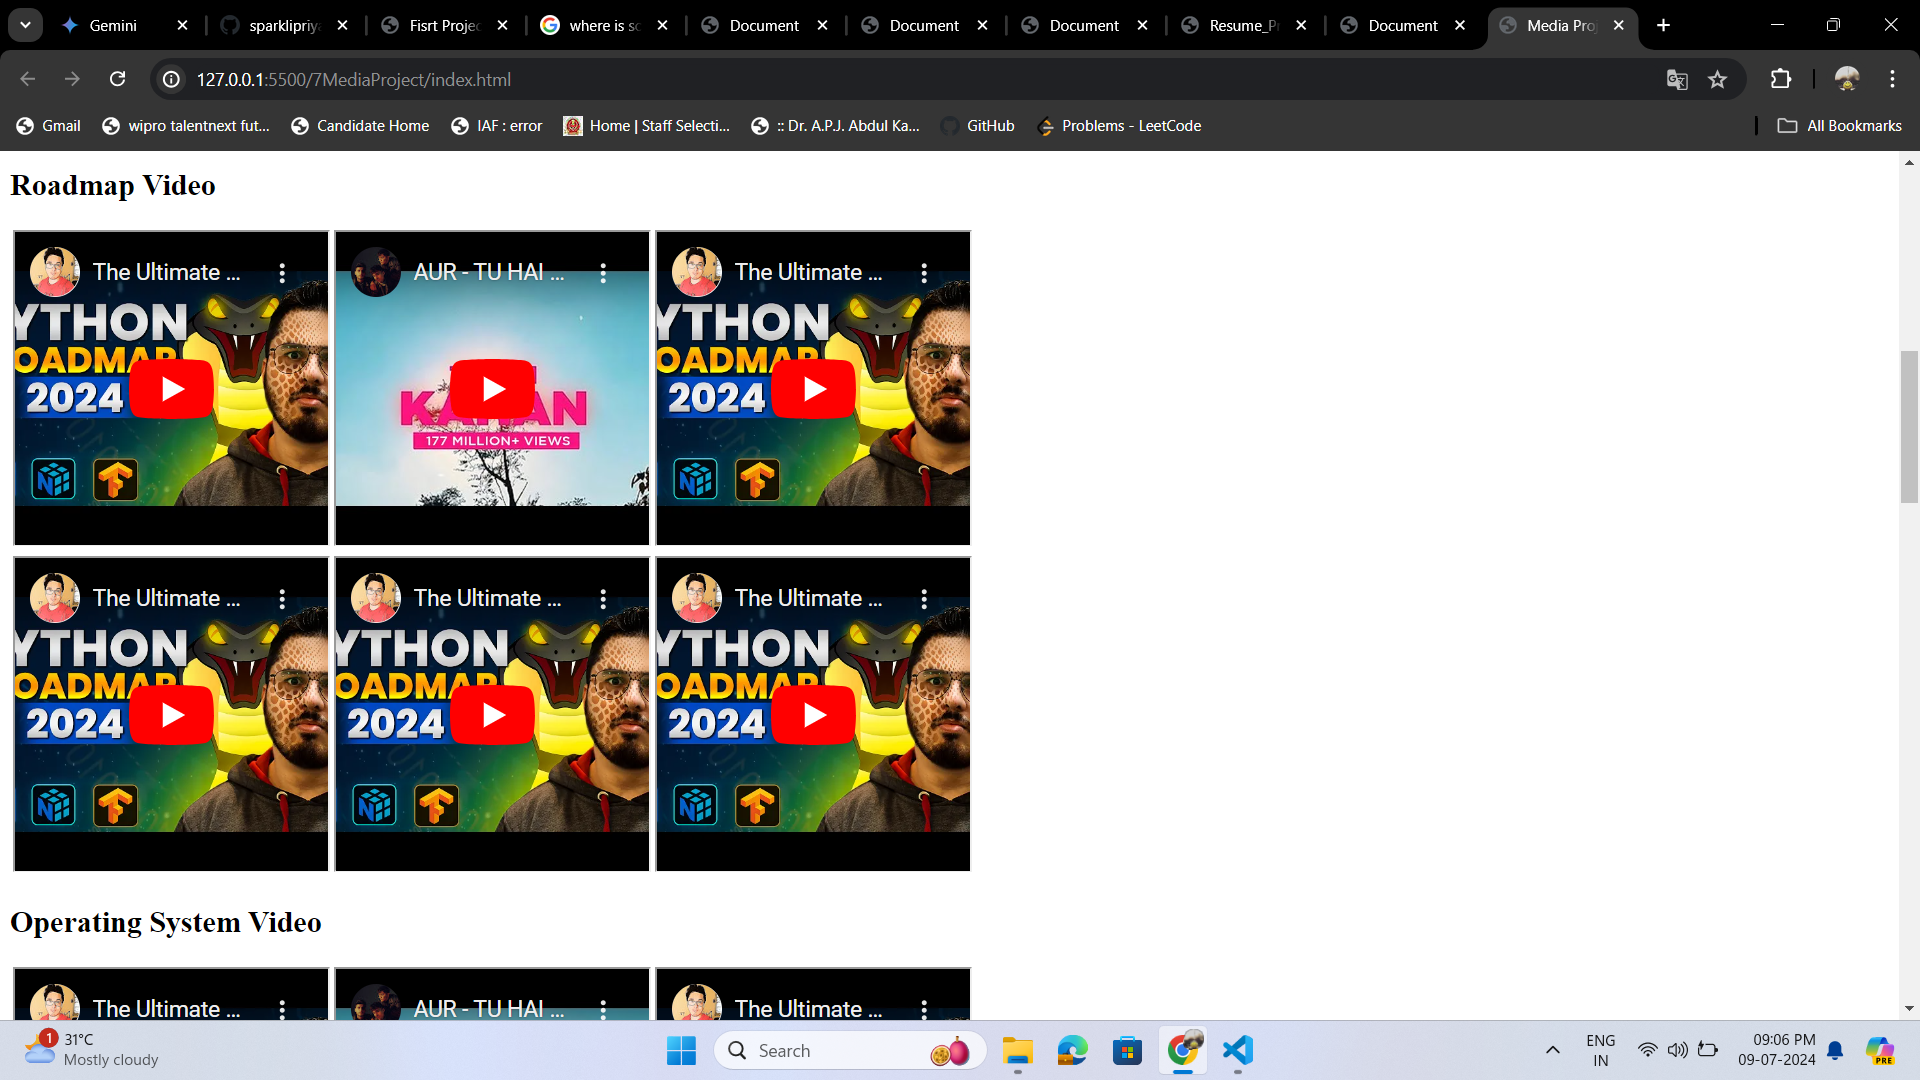 Gemini
sparklipriya
Fisrt Projec
where is sc
Document
Document
Document
Resume_Pr
Document
Media Proj
127.0.0.1:5500/7MediaProject/index.html
Gmail
wipro talentnext fut...
Candidate Home
IAF : error
Home | Staff Selecti...
:: Dr. A.P.J. Abdul Ka...
GitHub
Problems - LeetCode
All Bookmarks
Roadmap Video
The Ultimate ...
AUR - TU HAI ...
The Ultimate ...
YTHON
OADMAP
2024
KAHAN
177 MILLION+ VIEWS
YTHON
OADMAP
2024
The Ultimate ...
The Ultimate ...
The Ultimate ...
YTHON
OADMAP
2024
YTHON
OADMAP
2024
YTHON
OADMAP
2024
Operating System Video
The Ultimate ...
AUR - TU HAI ...
The Ultimate ...
1
31°C
Mostly cloudy
Search
PRE
ENG
IN
09:06 PM
09-07-2024